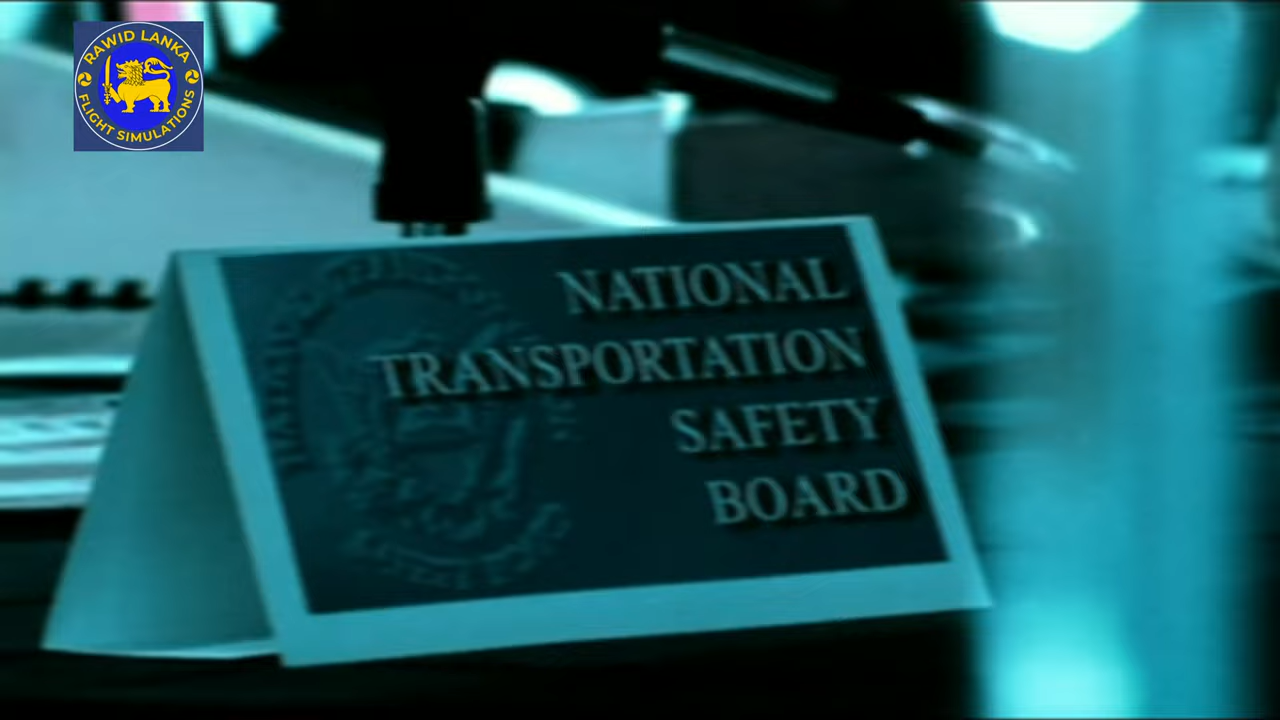 RAWID LANKA
FLIGHT SIMULATIONS
NATIONAL
TRANSPORTATION
SAFETY
BOARD